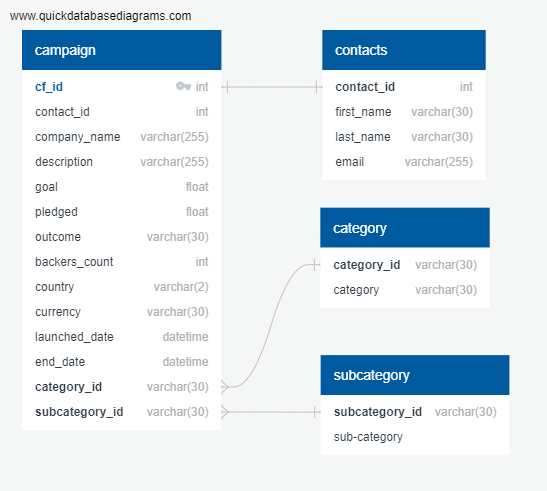 www.quickdatabasediagrams.com
campaign
cf_id int
contact_id int
company_name varchar(255)
description varchar(255)
goal float
pledged float
outcome varchar(30)
backers_count int
country varchar(2)
currency varchar(30)
launched_date datetime
end_date datetime
category_id varchar(30)
subcategory_id varchar(30)
contacts
contact_id int
first_name varchar(30)
last_name varchar(30)
email varchar(255)
category
category_id varchar(30)
category varchar(30)
subcategory
subcategory_id varchar(30)
sub-category